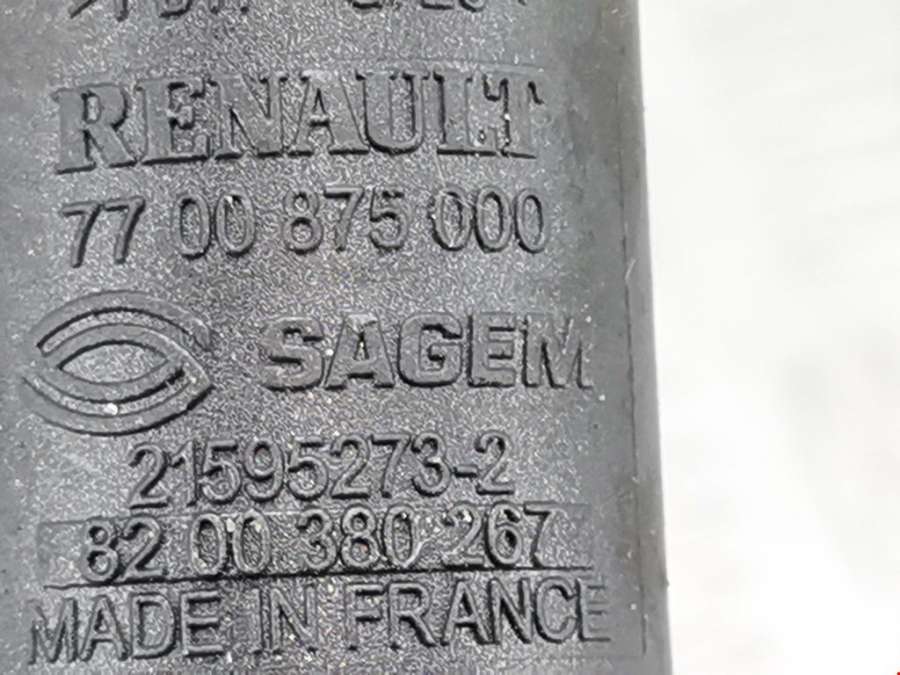 RENAULT
77 00 875 000
SAGEM
21595273-2
82 00 380 267
MADE IN FRANCE